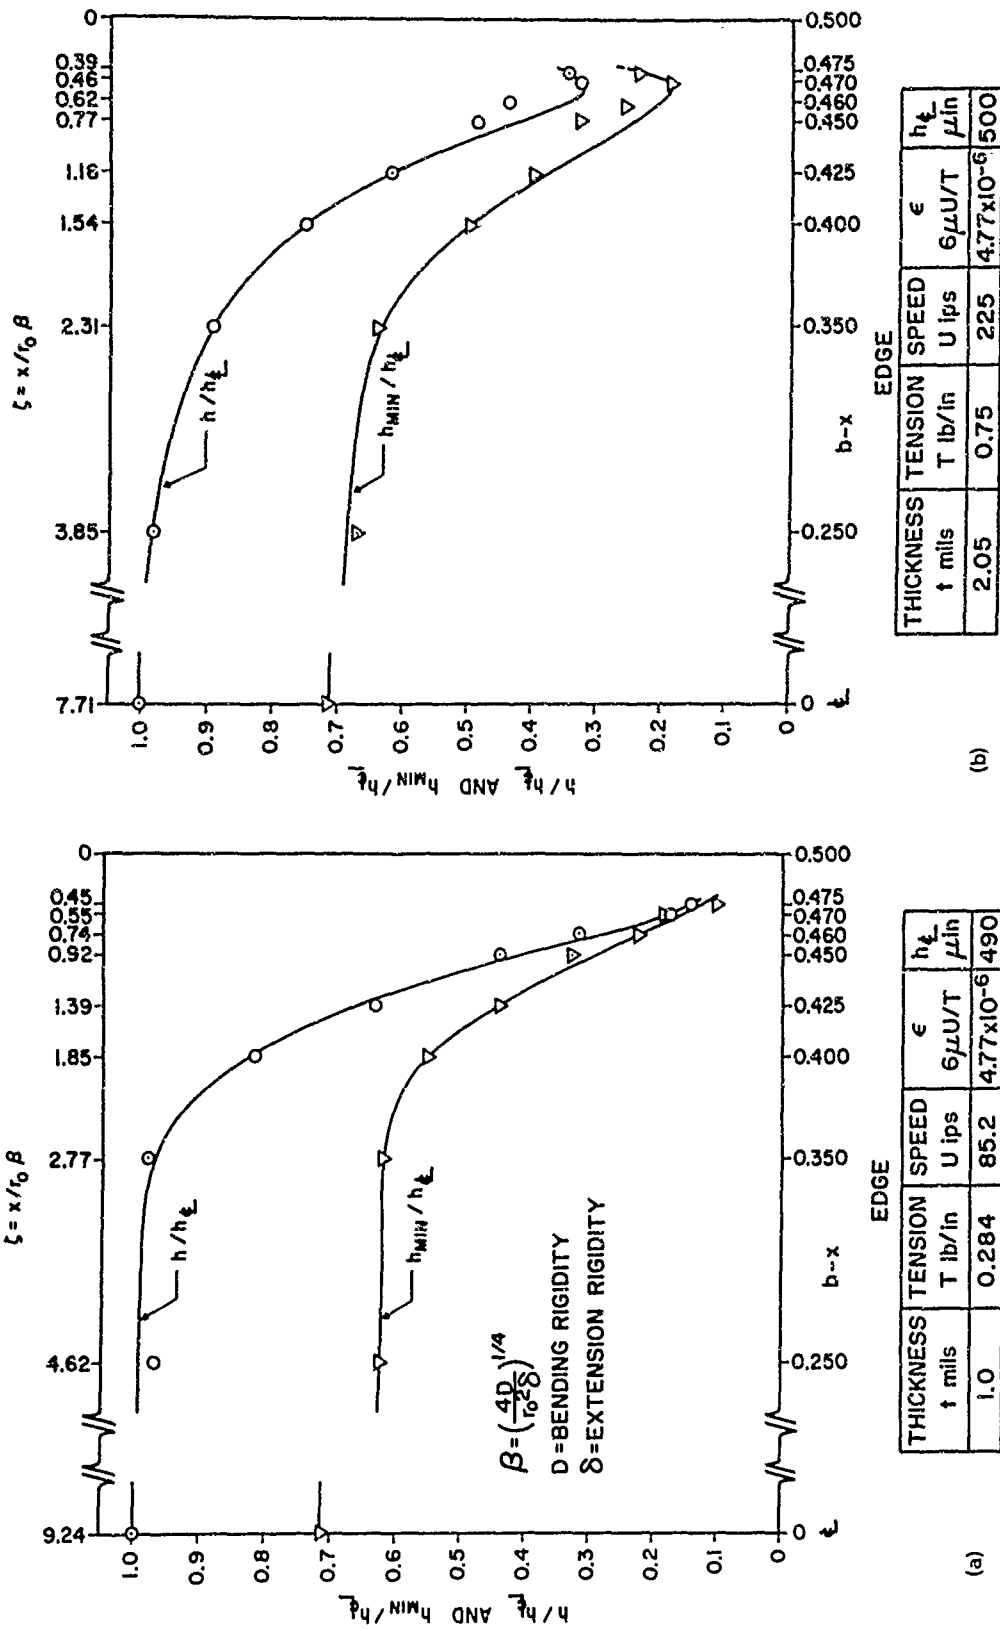 ζ = x/r₀β
9.24 4.62 2.77 1.85 1.39 0.92 0.74 0.55 0.45 0
h/h℄ AND hMIN/h℄
1.0
0.9
0.8
0.7
0.6
0.5
0.4
0.3
0.2
0.1
0
h/h℄
hMIN/h℄
β = (4D/r₀²δ)^1/4
D = BENDING RIGIDITY
δ = EXTENSION RIGIDITY
0 0.250 0.350 0.400 0.425 0.450 0.460 0.470 0.475 0.500
℄ b-x EDGE
THICKNESS TENSION SPEED ϵ h℄
t mils T lb/in U ips 6μU/T μin
1.0 0.284 85.2 4.77x10⁻⁶ 490
(a)
ζ = x/r₀β
7.71 3.85 2.31 1.54 1.16 0.77 0.62 0.46 0.39 0
h/h℄ AND hMIN/h℄
1.0
0.9
0.8
0.7
0.6
0.5
0.4
0.3
0.2
0
h/h℄
hMIN/h℄
0 0.250 0.350 0.400 0.425 0.450 0.460 0.470 0.475 0.500
℄ b-x EDGE
THICKNESS TENSION SPEED ϵ h℄
t mils T lb/in U ips 6μU/T μin
2.05 0.75 225 4.77x10⁻⁶ 500
(b)